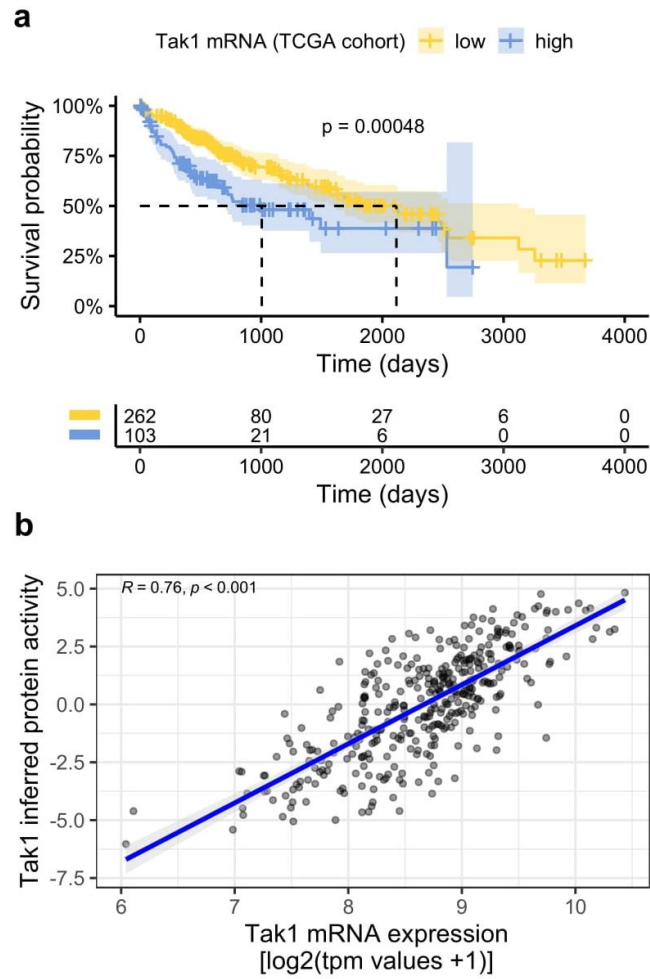 a
Tak1 mRNA (TCGA cohort) low high
Survival probability
100%
75%
50%
25%
0%
p = 0.00048
0 1000 2000 3000 4000
Time (days)
262 80 27 6 0
103 21 6 0 0
0 1000 2000 3000 4000
Time (days)
b
Tak1 inferred protein activity
5.0
2.5
0.0
-2.5
-5.0
-7.5
R = 0.76, p < 0.001
6 7 8 9 10
Tak1 mRNA expression
[log2(tpm values +1)]